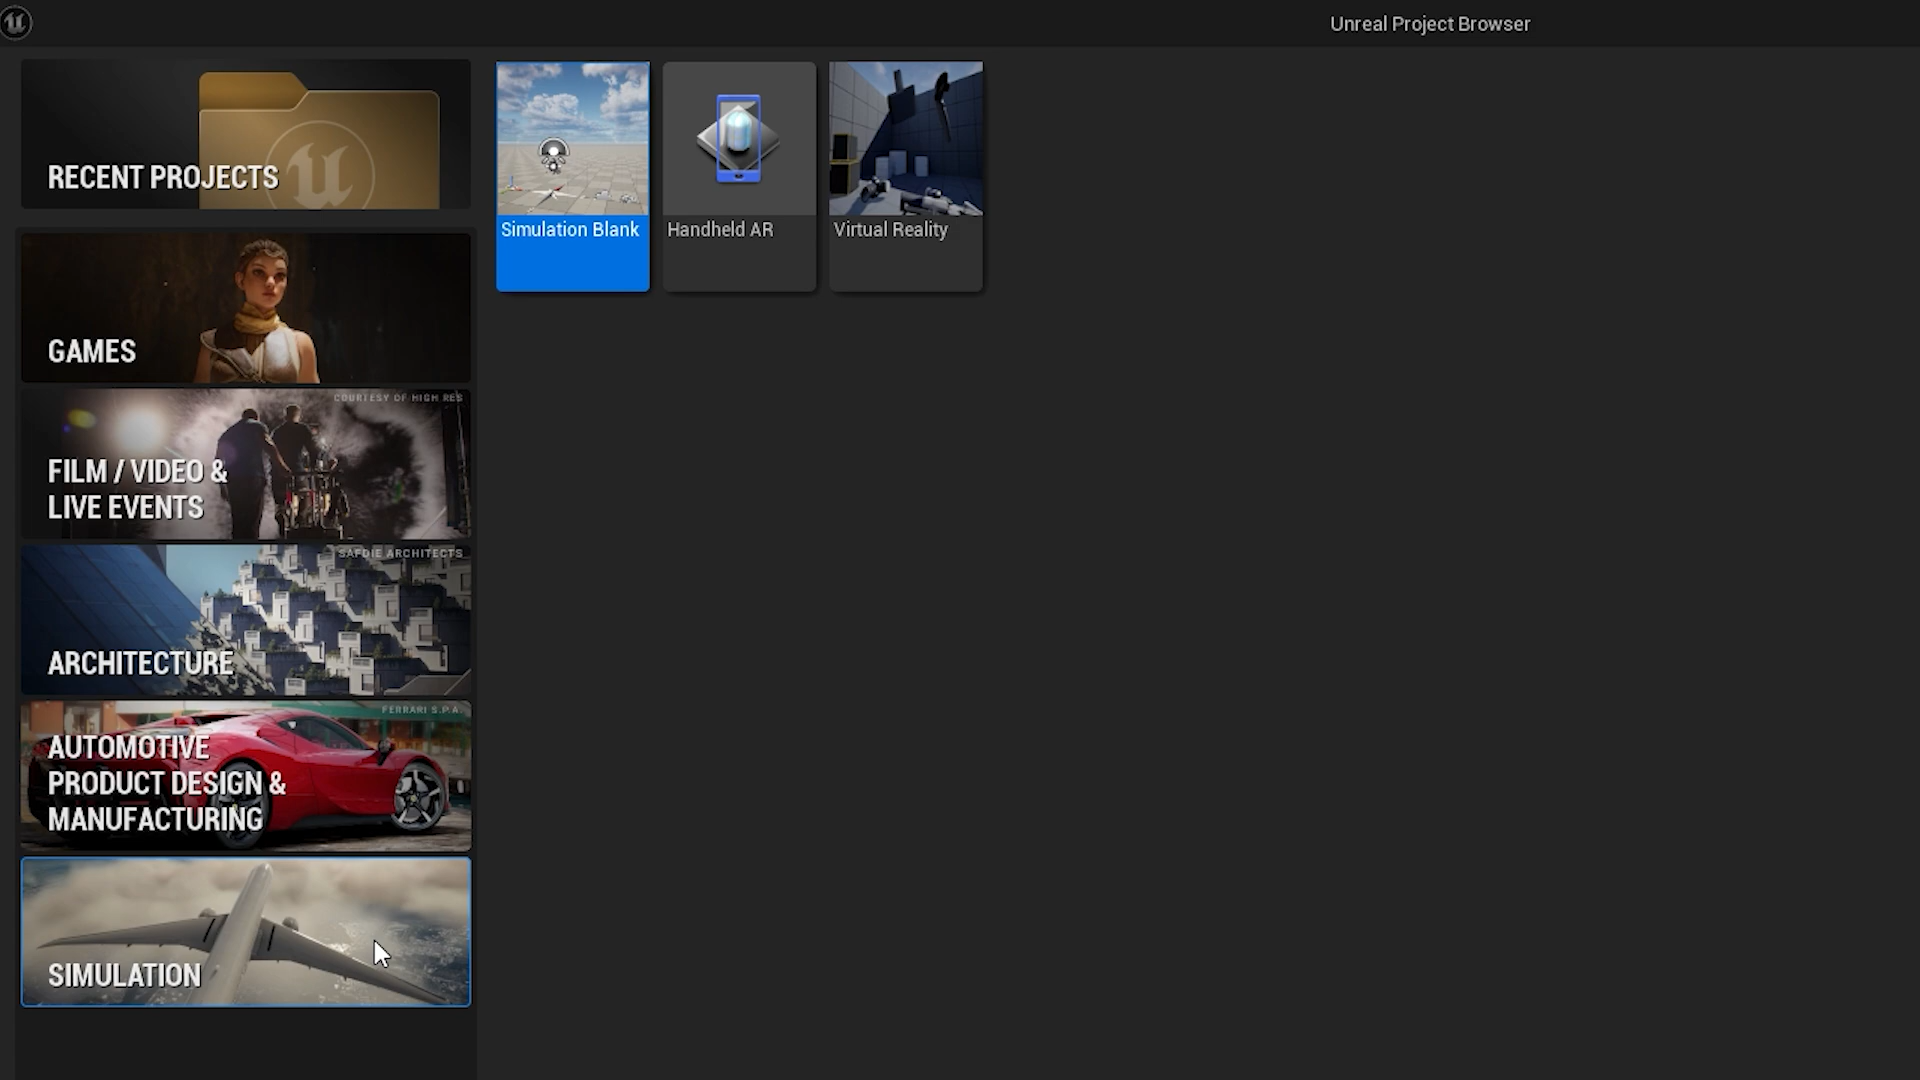 Unreal Project Browser
RECENT PROJECTS
GAMES
COURTESY OF HIGH RES
FILM / VIDEO &
LIVE EVENTS
SAFDIE ARCHITECTS
ARCHITECTURE
FERRARI S.P.A.
AUTOMOTIVE
PRODUCT DESIGN &
MANUFACTURING
SIMULATION
Simulation Blank
Handheld AR
Virtual Reality